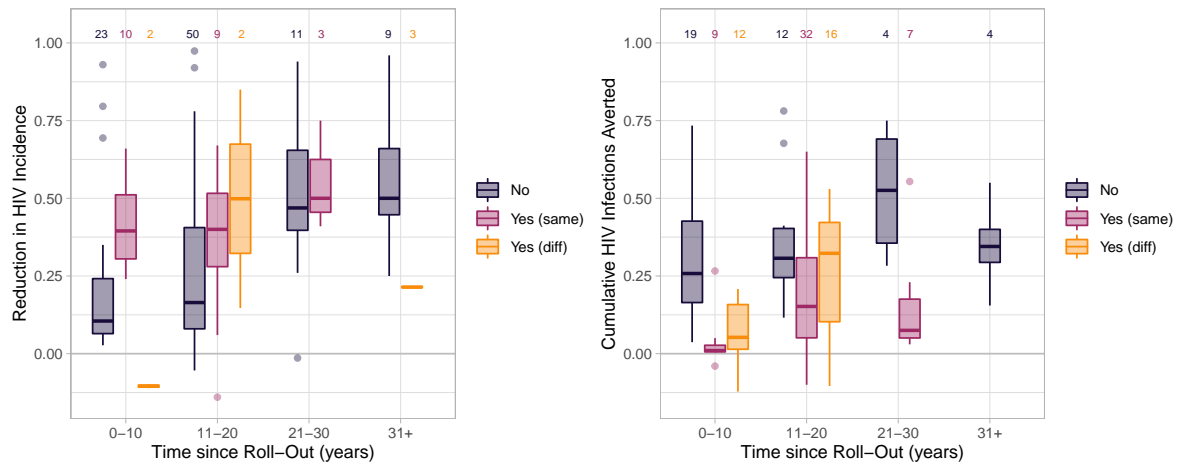 23 10 2 50 9 2 11 3 9 3
1.00
0.75
0.50
0.25
0.00
Reduction in HIV Incidence
0−10 11−20 21−30 31+
Time since Roll−Out (years)
No
Yes (same)
Yes (diff)
19 9 12 12 32 16 4 7 4
1.00
0.75
0.50
0.25
0.00
Cumulative HIV Infections Averted
0−10 11−20 21−30 31+
Time since Roll−Out (years)
No
Yes (same)
Yes (diff)